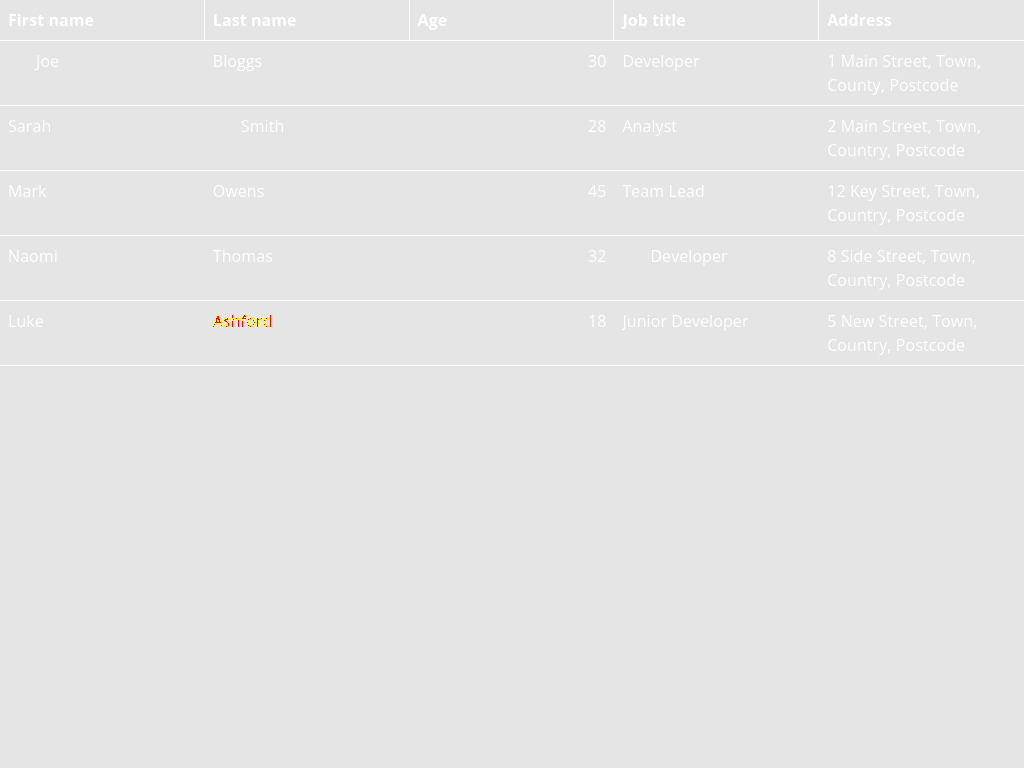 First name Last name Age Job title Address
Joe Bloggs 30 Developer 1 Main Street, Town,
County, Postcode
Sarah Smith 28 Analyst 2 Main Street, Town,
Country, Postcode
Mark Owens 45 Team Lead 12 Key Street, Town,
Country, Postcode
Naomi Thomas 32 Developer 8 Side Street, Town,
Country, Postcode
Luke Ashford 18 Junior Developer 5 New Street, Town,
Country, Postcode